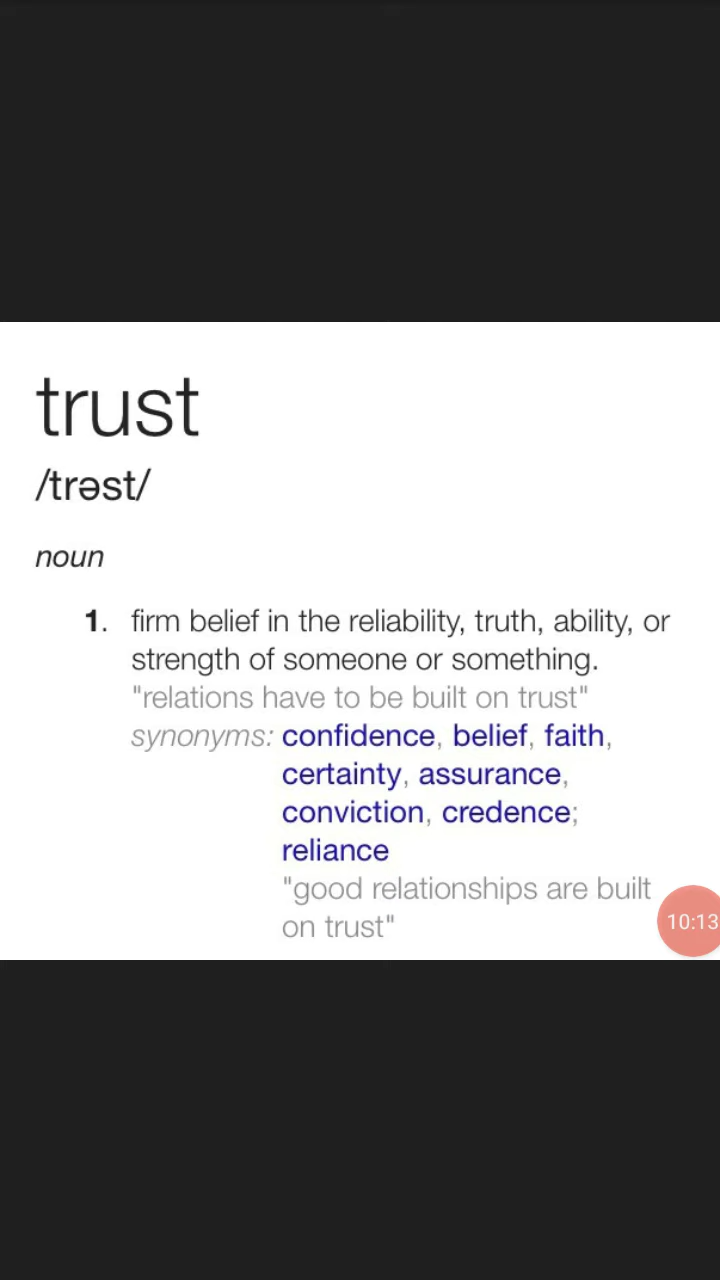 trust
/trəst/
noun
1. firm belief in the reliability, truth, ability, or
strength of someone or something.
"relations have to be built on trust"
synonyms: confidence, belief, faith,
certainty, assurance,
conviction, credence;
reliance
"good relationships are built
on trust"
10:13